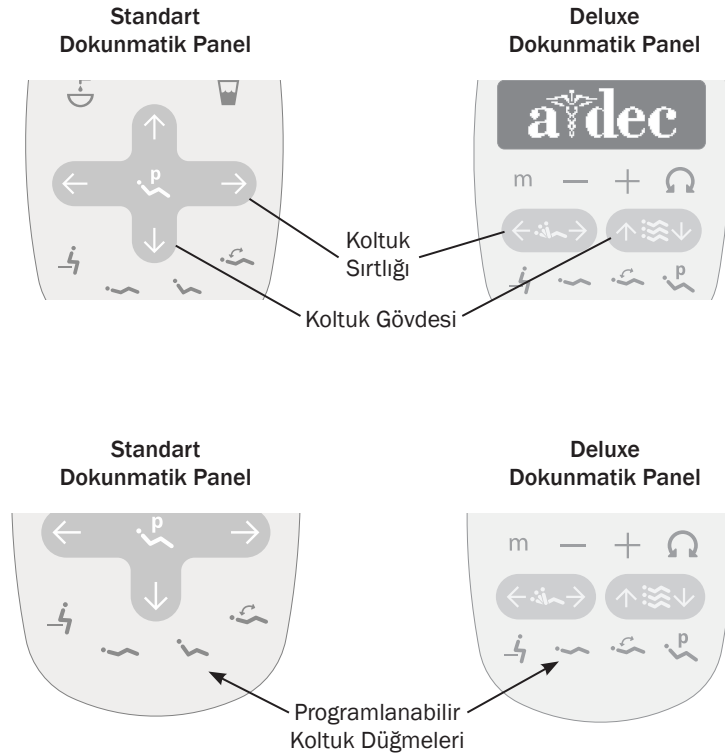 Standart
Dokunmatik Panel
Deluxe
Dokunmatik Panel
p
a dec
m
p
Koltuk
Sırtlığı
Koltuk Gövdesi
Standart
Dokunmatik Panel
Deluxe
Dokunmatik Panel
p
m
p
Programlanabilir
Koltuk Düğmeleri